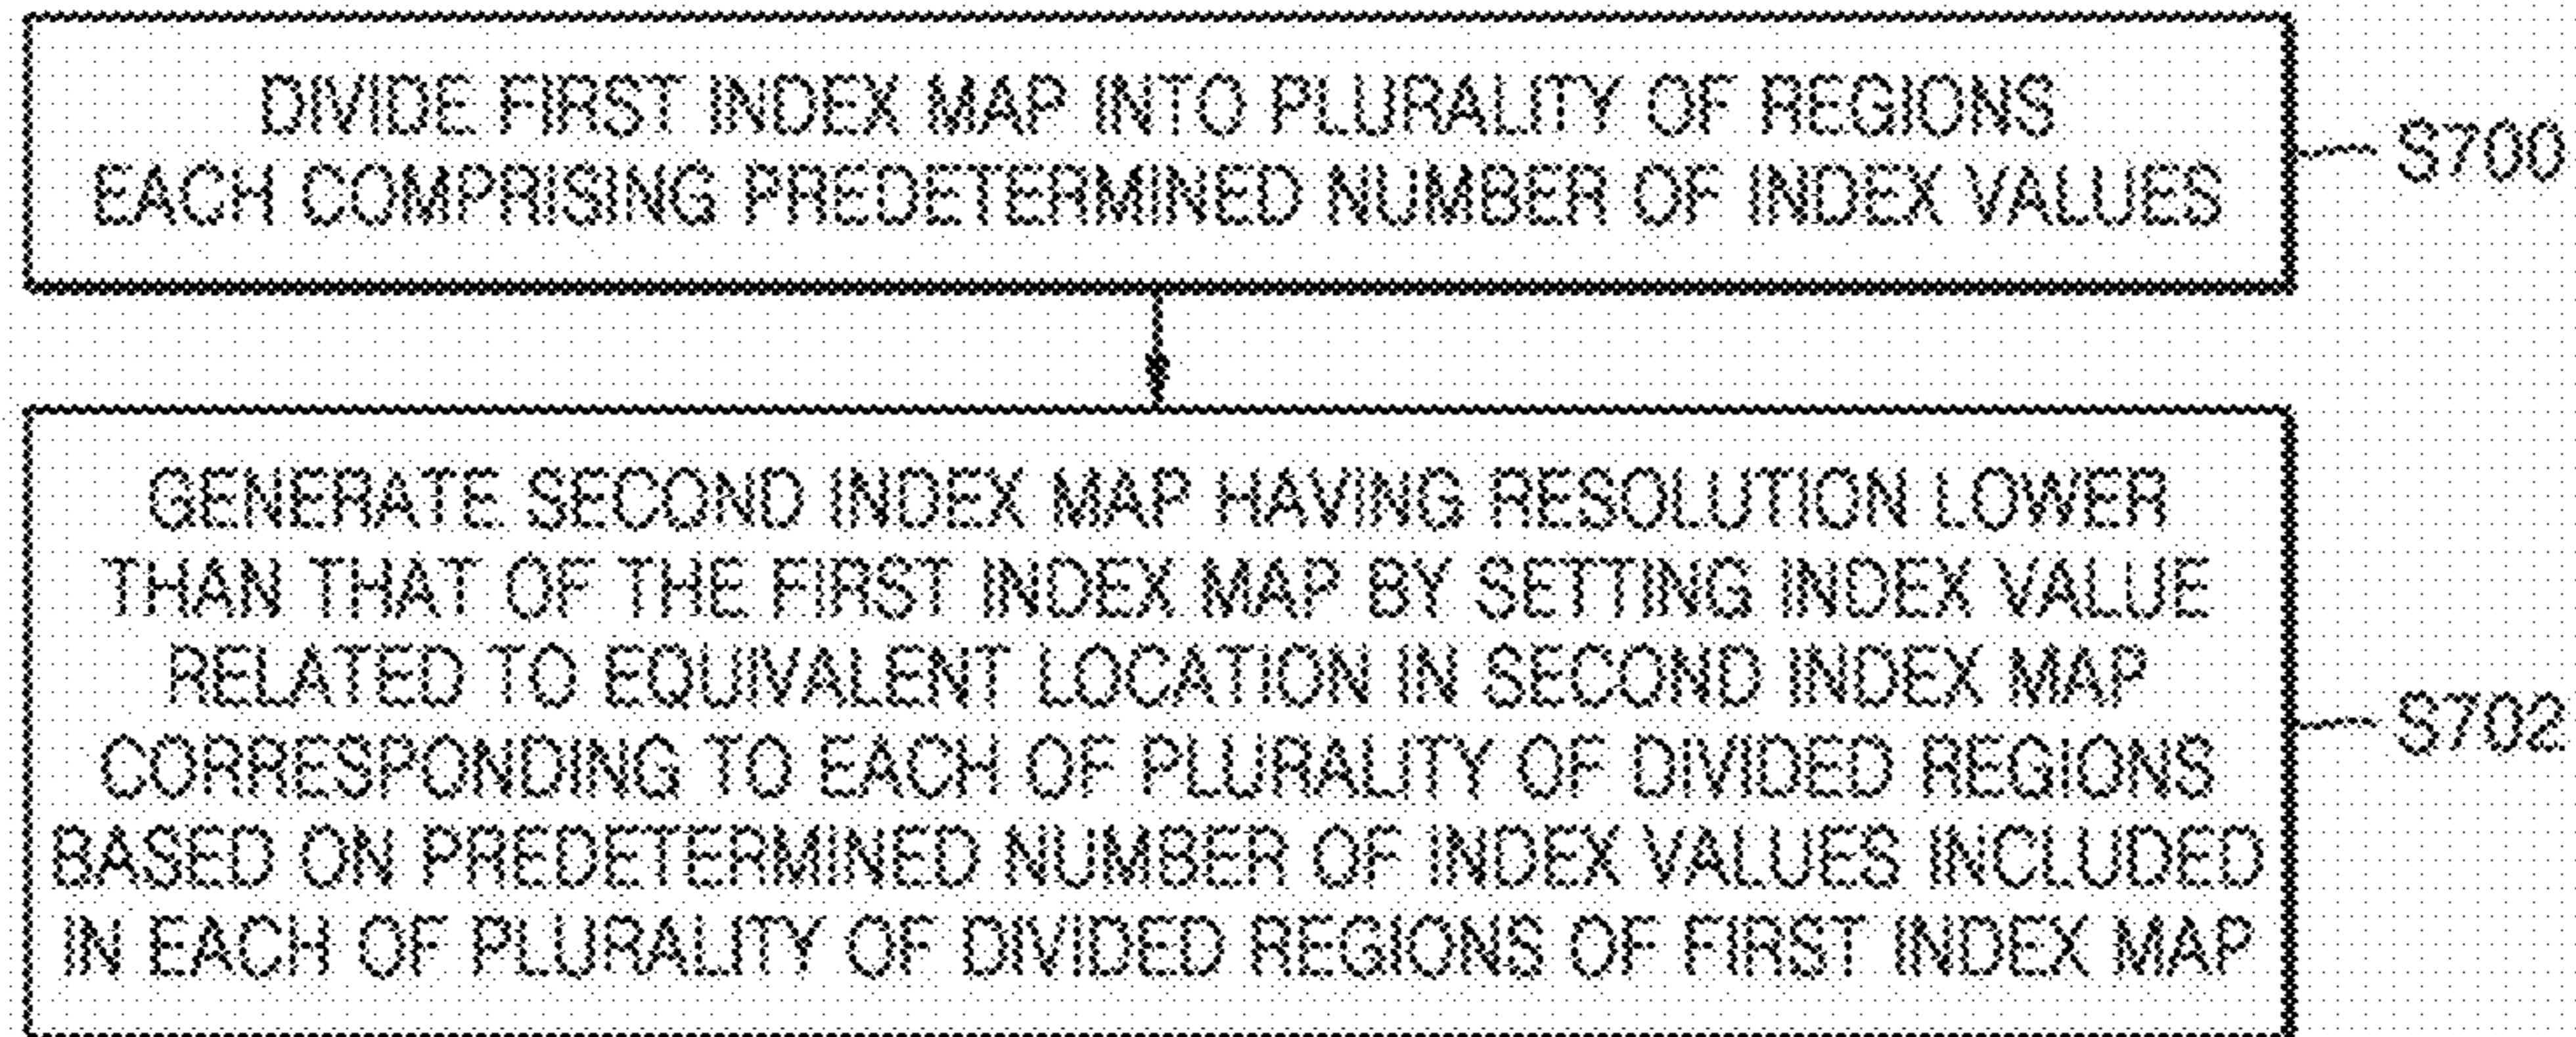 DIVIDE FIRST INDEX MAP INTO PLURALITY OF REGIONS
EACH COMPRISING PREDETERMINED NUMBER OF INDEX VALUES
S700
GENERATE SECOND INDEX MAP HAVING RESOLUTION LOWER
THAN THAT OF THE FIRST INDEX MAP BY SETTING INDEX VALUE
RELATED TO EQUIVALENT LOCATION IN SECOND INDEX MAP
CORRESPONDING TO EACH OF PLURALITY OF DIVIDED REGIONS
BASED ON PREDETERMINED NUMBER OF INDEX VALUES INCLUDED
IN EACH OF PLURALITY OF DIVIDED REGIONS OF FIRST INDEX MAP
S702